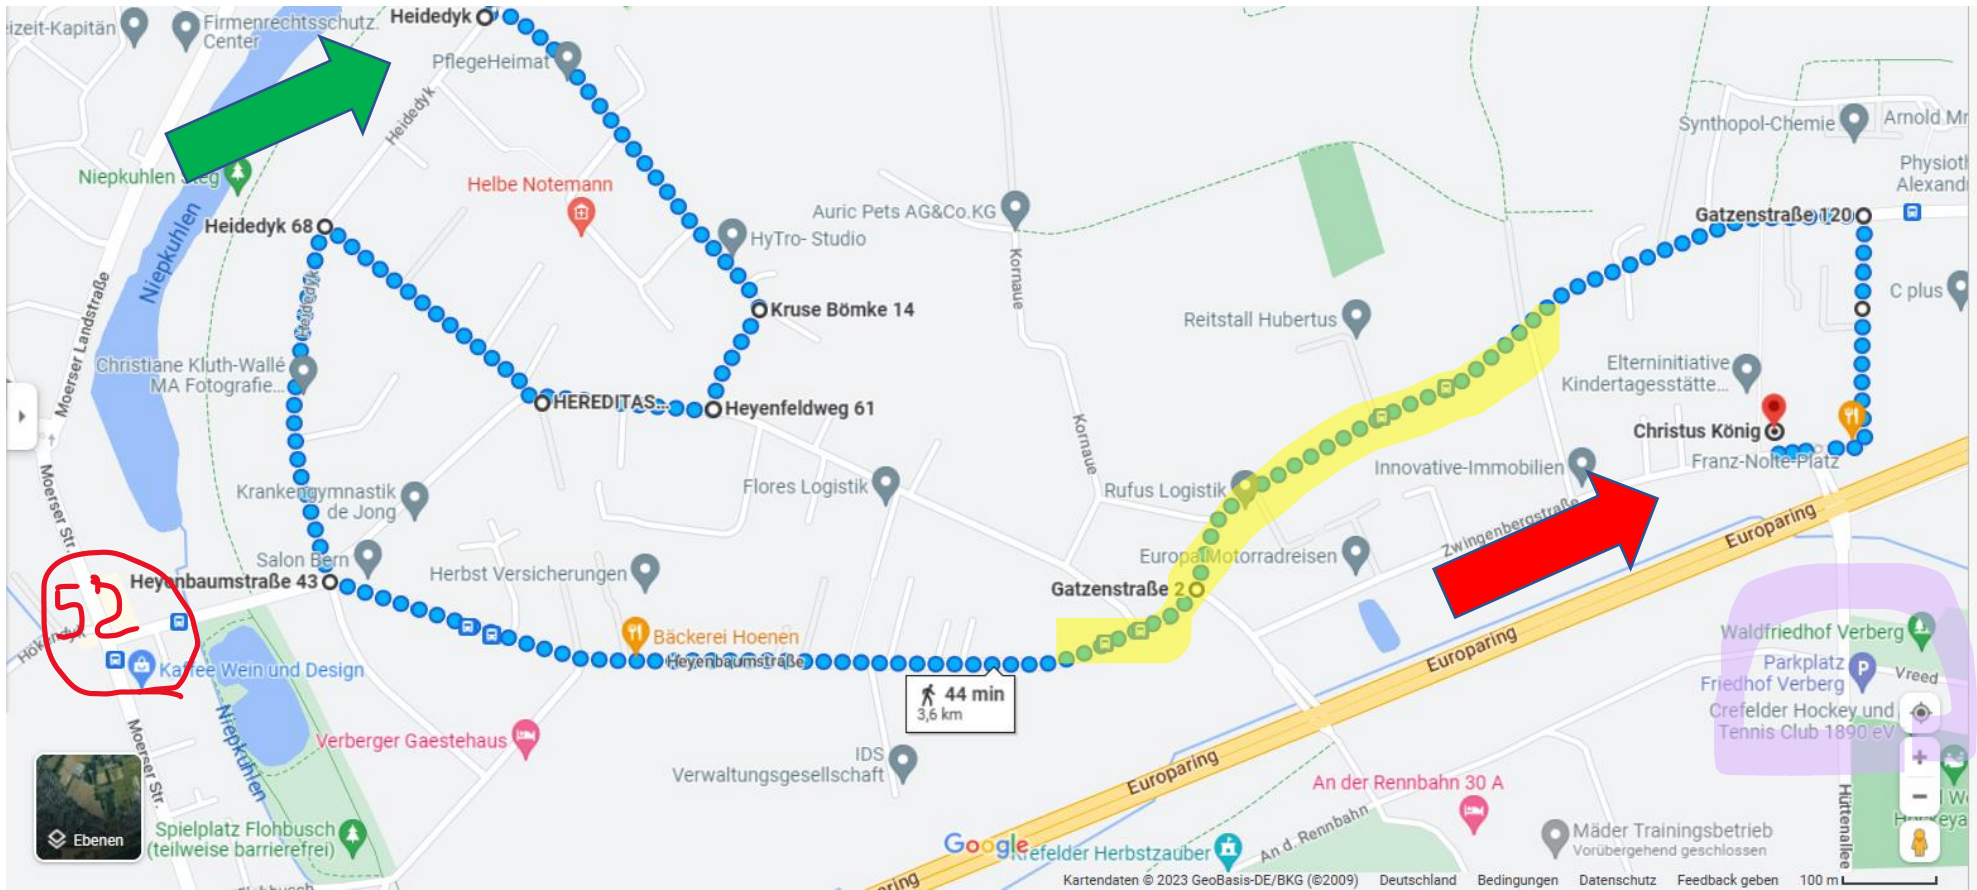 Heidedyk
Firmenrechtsschutz.
Center
PflegeHeimat
Heidedyk
Niepkuhlen
Helbe Notemann
Synthopol-Chemie
Auric Pets AG&Co.KG
HyTro- Studio
Heidedyk 68
Niepkuhlen
Gatzenstraße 120
Kornaue
Heidedyk
Kruse Bömke 14
C plus
Reitstall Hubertus
Moerser Landstraße
Christiane Kluth-Wallé
MA Fotografie...
Elterninitiative
Kindertagesstätte...
HEREDITAS...
Heyenfeldweg 61
Christus König
Franz-Nolte-Platz
Kornaue
Innovative-Immobilien
Moerser Str.
Krankengymnastik
de Jong
Flores Logistik
Rufus Logistik
Zwingenbergstraße
Europaring
Salon Bern
Herbst Versicherungen
Europa Motorradreisen
Heyenbaumstraße 43
Gatzenstraße 2
52
Hökendyk
Bäckerei Hoenen
Heyenbaumstraße
Europaring
Waldfriedhof Verberg
Parkplatz
Friedhof Verberg
Vreed
Kaffee Wein und Design
44 min
3,6 km
Crefelder Hockey und
Tennis Club 1890 eV
Niepkuhlen
Moerser Str.
Verberger Gaestehaus
IDS
Verwaltungsgesellschaft
Europaring
An der Rennbahn 30 A
Hüttenallee
Ebenen
Spielplatz Flohbusch
(teilweise barrierefrei)
Google
Krefelder Herbstzauber
An d. Rennbahn
Mäder Trainingsbetrieb
Vorübergehend geschlossen
Kartendaten © 2023 GeoBasis-DE/BKG (©2009) Deutschland Bedingungen Datenschutz Feedback geben 100 m